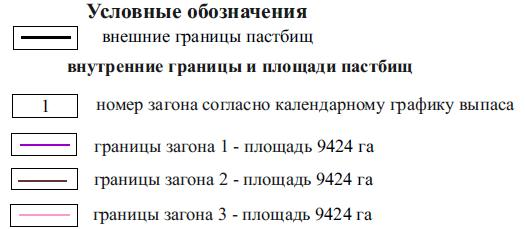 Условные обозначения
внешние границы пастбищ
внутренние границы и площади пастбищ
1 номер загона согласно календарному графику выпаса
границы загона 1 - площадь 9424 га
границы загона 2 - площадь 9424 га
границы загона 3 - площадь 9424 га